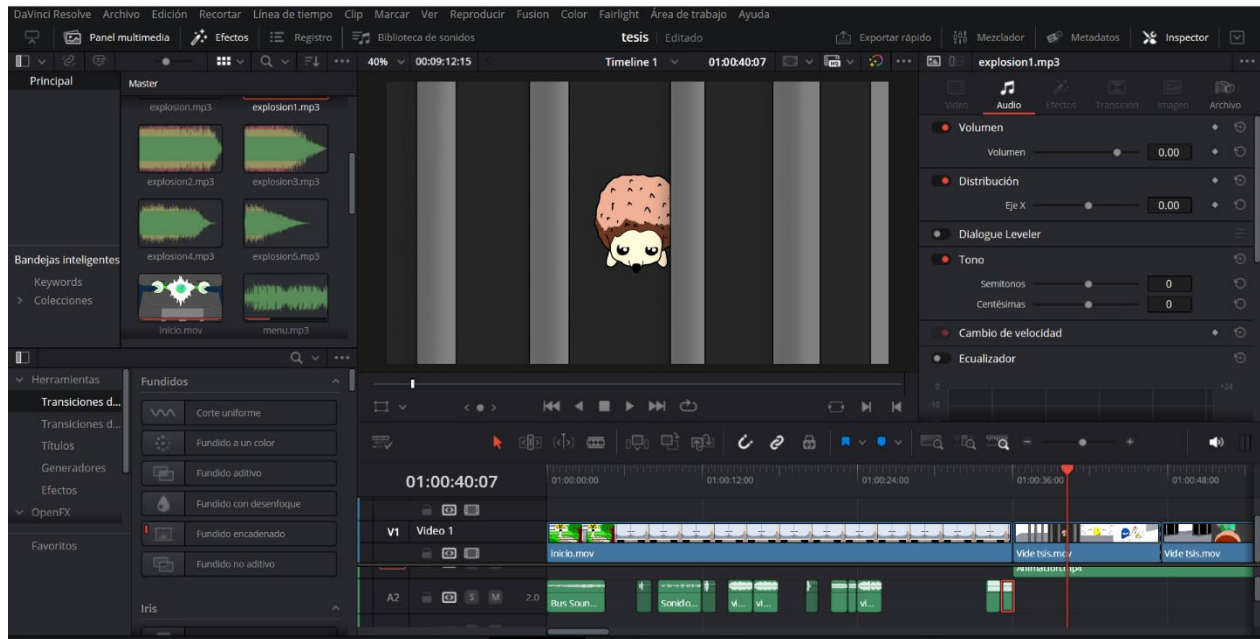 DaVinci Resolve Archivo Edición Recortar Línea de tiempo Clip Marcar Ver Reproducir Fusion Color Fairlight Área de trabajo Ayuda
Panel multimedia Efectos Registro Biblioteca de sonidos tesis Editado Exportar rápido Mezclador Metadatos Inspector
40% 00:09:12:15 Timeline 1 01:00:40:07 explosion1.mp3
Principal
Master
explosion.mp3 explosion1.mp3
explosion2.mp3 explosion3.mp3
explosion4.mp3 explosion5.mp3
inicio.mov menu.mp3
Bandejas inteligentes
Keywords
Colecciones
Video Audio Efectos Transición Imagen Archivo
Volumen
Volumen 0.00
Distribución
Eje X 0.00
Dialogue Leveler
Tono
Semitonos 0
Centésimas 0
Cambio de velocidad
Ecualizador
0 +24
-10
Herramientas
Transiciones d...
Transiciones d...
Títulos
Generadores
Efectos
OpenFX
Favoritos
Fundidos
Corte uniforme
Fundido a un color
Fundido aditivo
Fundido con desenfoque
Fundido encadenado
Fundido no aditivo
Iris
01:00:40:07
01:00:00:00 01:00:12:00 01:00:24:00 01:00:36:00 01:00:48:00
V1 Video 1
inicio.mov Vide tsis.mov Vide tsis.mov
Animacion.mp4
A2 S M 2.0
Bus Soun... Sonido... vi... vi... vi...